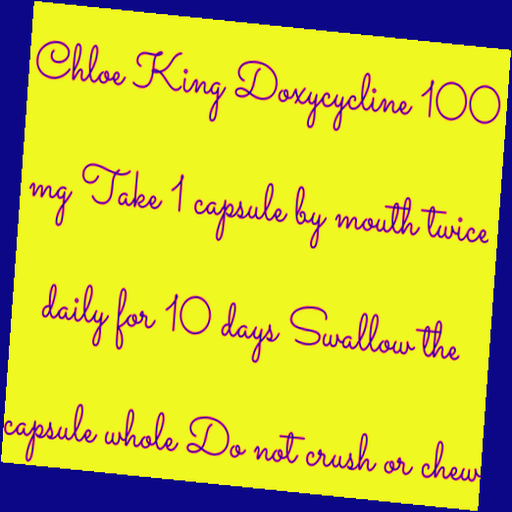 Chloe King Doxycycline 100
mg Take 1 capsule by mouth twice
daily for 10 days Swallow the
capsule whole Do not crush or chew